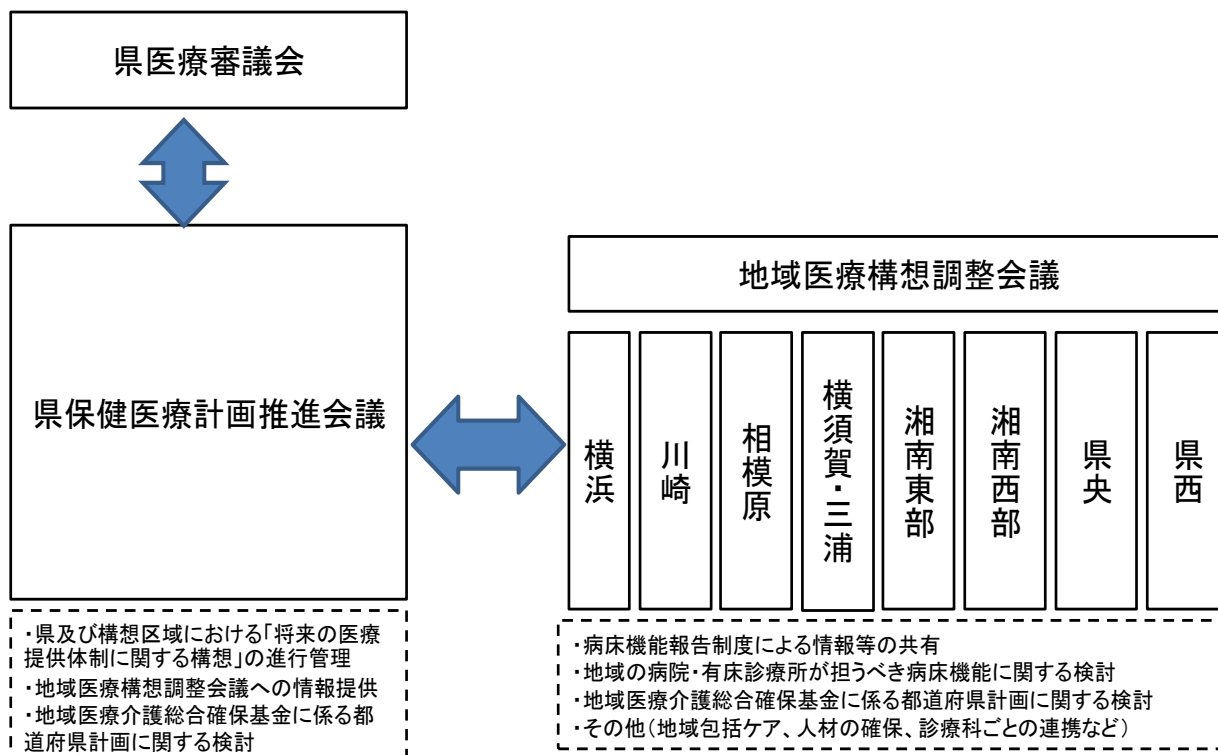 県医療審議会
県保健医療計画推進会議
・県及び構想区域における「将来の医療
提供体制に関する構想」の進行管理
・地域医療構想調整会議への情報提供
・地域医療介護総合確保基金に係る都
道府県計画に関する検討
地域医療構想調整会議
横浜
川崎
相模原
横須賀・三浦
湘南東部
湘南西部
県央
県西
・病床機能報告制度による情報等の共有
・地域の病院・有床診療所が担うべき病床機能に関する検討
・地域医療介護総合確保基金に係る都道府県計画に関する検討
・その他（地域包括ケア、人材の確保、診療科ごとの連携など）